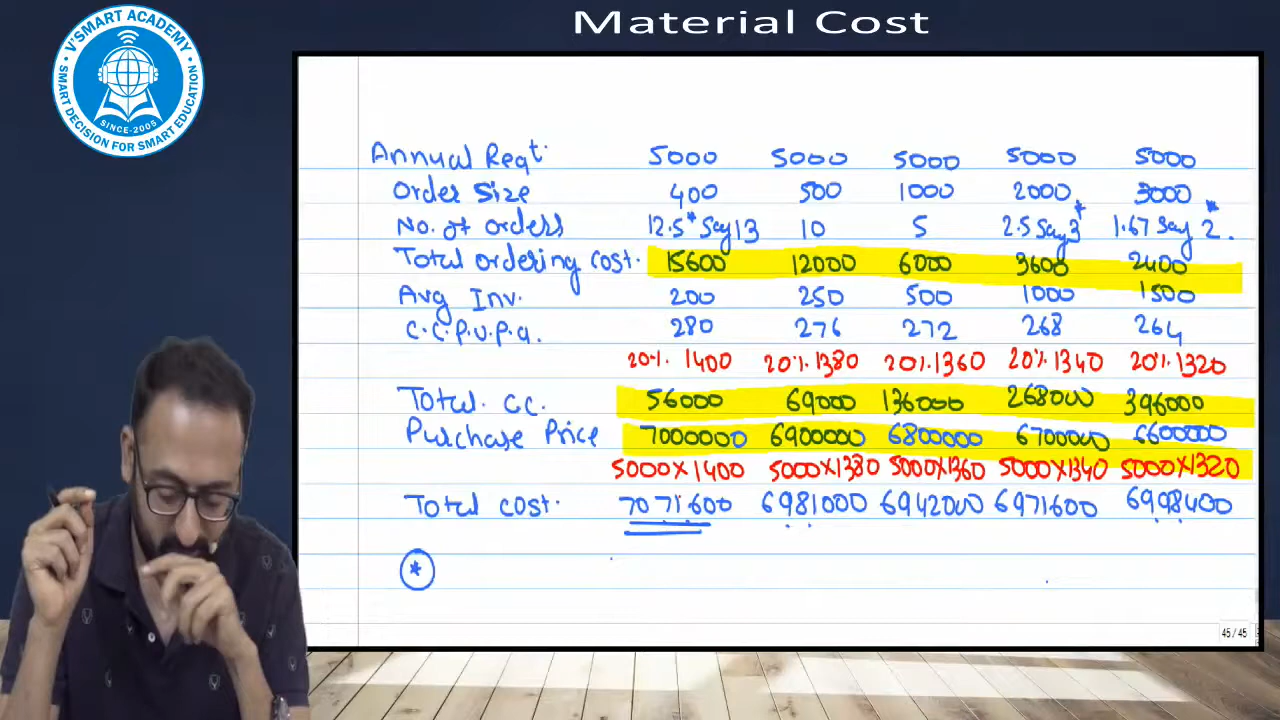 Material Cost
V'SMART ACADEMY
SINCE-2005
SMART DECISION FOR SMART EDUCATION
Annual Reqt. 5000 5000 5000 5000 5000
Order Size 400 500 1000 2000 3000
No. of orders 12.5* Say 13 10 5 2.5 Say 3* 1.67 Say 2*.
Total ordering cost. 15600 12000 6000 3600 2400
Avg Inv. 200 250 500 1000 1500
C.C.P.U.P.a. 280 276 272 268 264
20%. 1400 20%. 1380 20%. 1360 20%. 1340 20%. 1320
Total. CC. 56000 69000 136000 268000 396000
Purchase Price 7000000 6900000 6800000 6700000 6600000
5000×1400 5000×1380 5000×1360 5000×1340 5000×1320
Total cost. 7071600 6981000 6942000 6971600 6998400
*
45 / 45